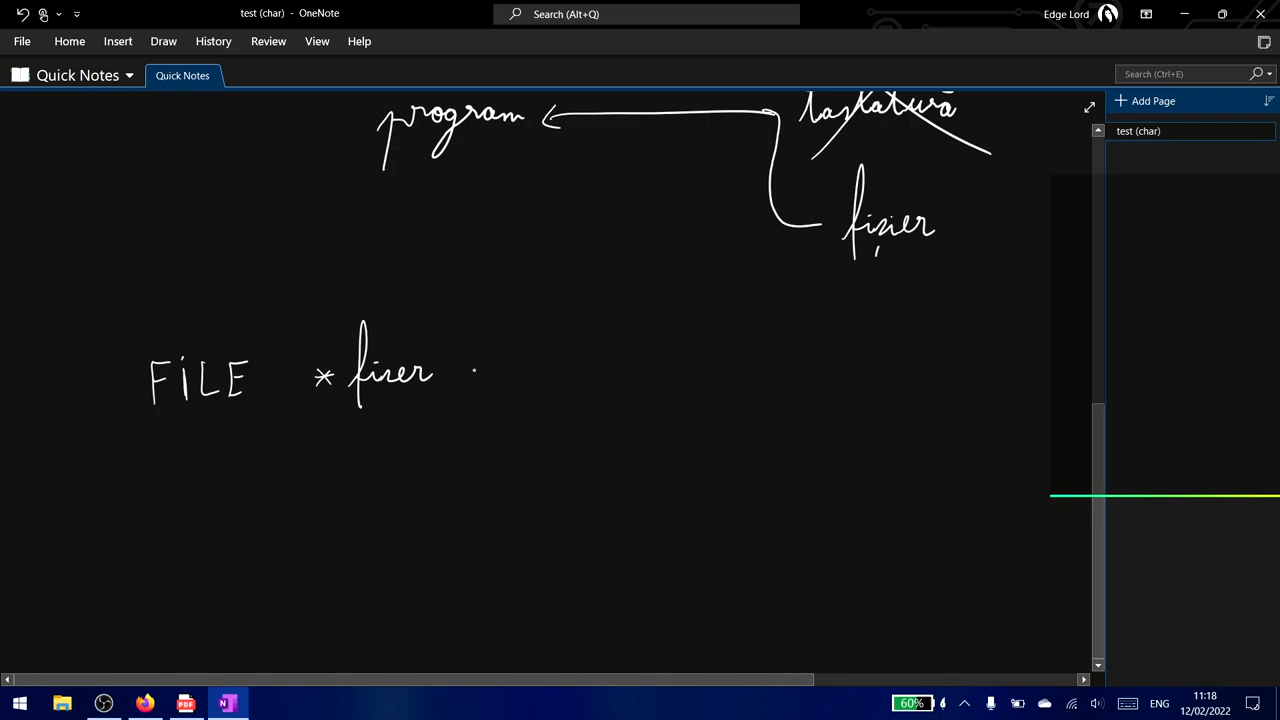 test (char) - OneNote
Search (Alt+Q)
Edge Lord
File Home Insert Draw History Review View Help
Quick Notes
Quick Notes
Search (Ctrl+E)
Add Page
test (char)
program
tastatură
fișier
FILE *fisier
60%
ENG
11:18
12/02/2022